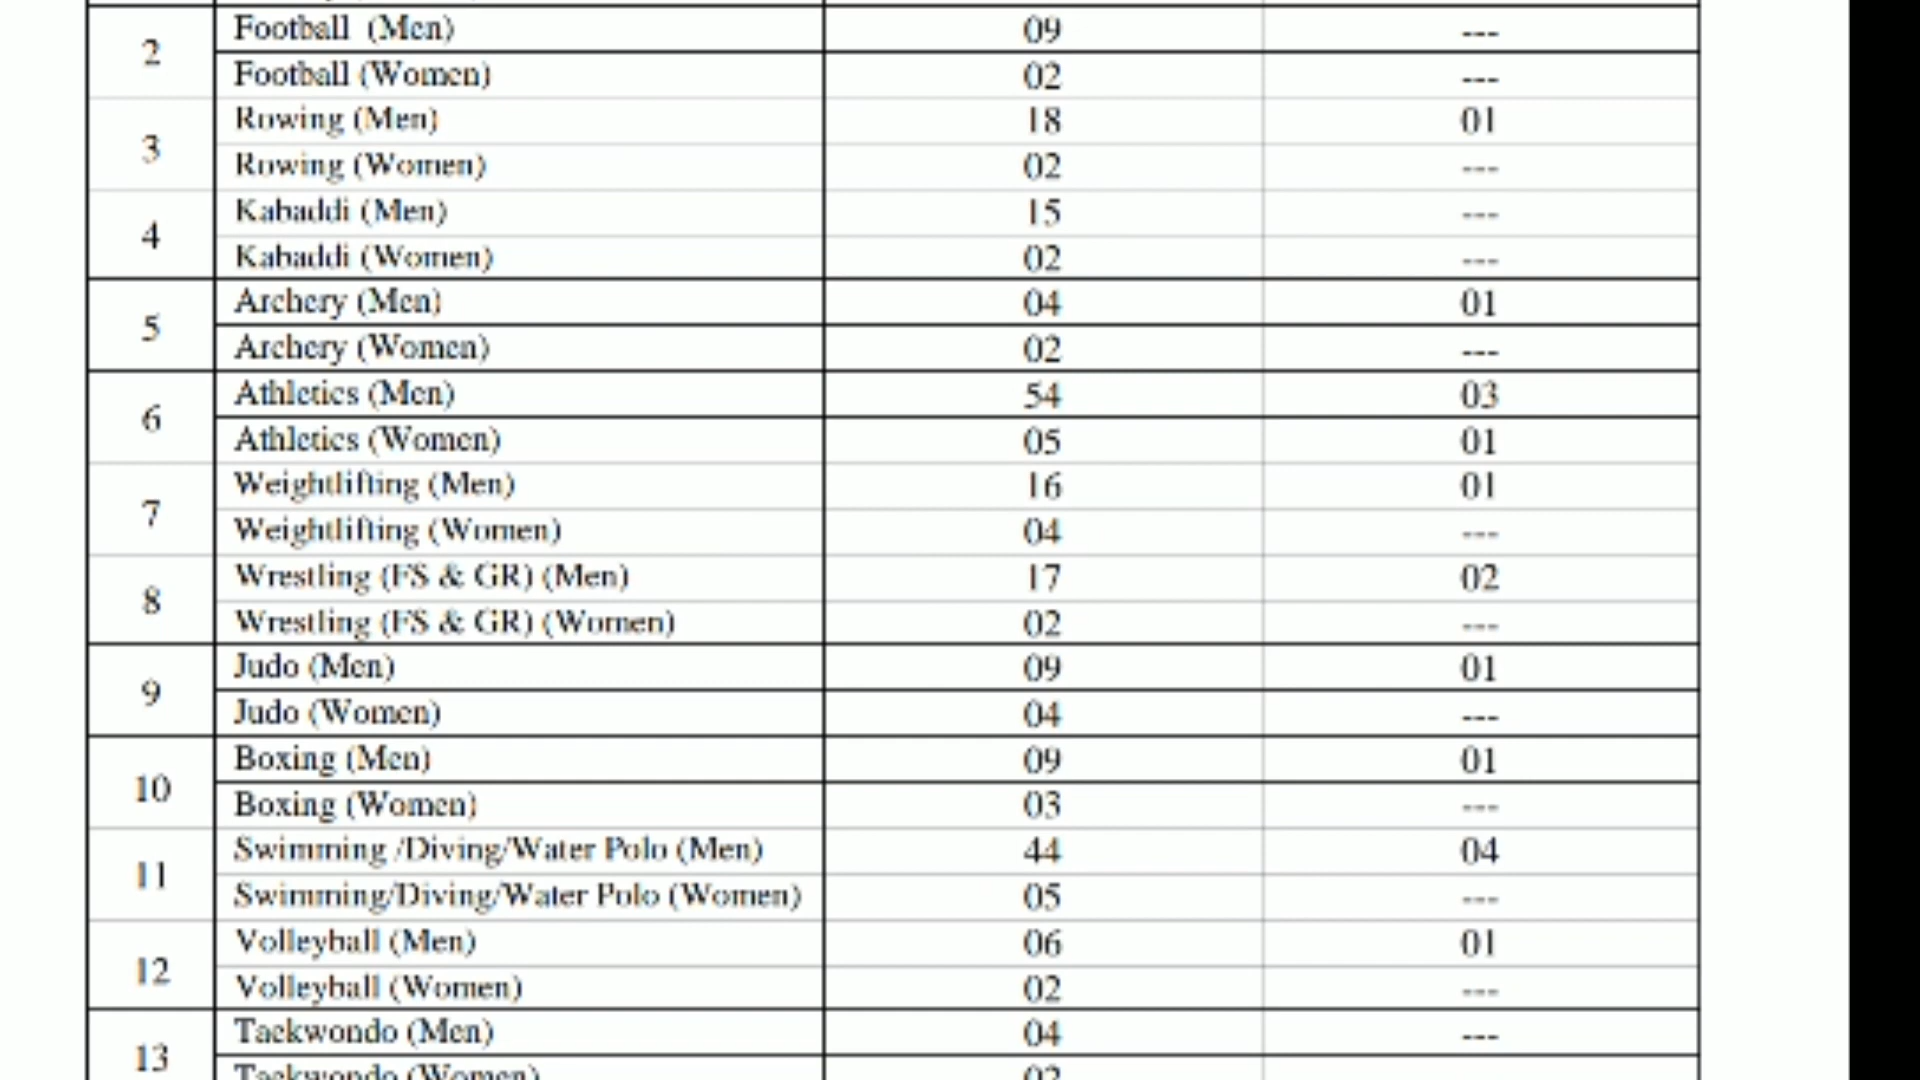 2 Football (Men) 09 ---
Football (Women) 02 ---
3 Rowing (Men) 18 01
Rowing (Women) 02 ---
4 Kabaddi (Men) 15 ---
Kabaddi (Women) 02 ---
5 Archery (Men) 04 01
Archery (Women) 02 ---
6 Athletics (Men) 54 03
Athletics (Women) 05 01
7 Weightlifting (Men) 16 01
Weightlifting (Women) 04 ---
8 Wrestling (FS & GR) (Men) 17 02
Wrestling (FS & GR) (Women) 02 ---
9 Judo (Men) 09 01
Judo (Women) 04 ---
10 Boxing (Men) 09 01
Boxing (Women) 03 ---
11 Swimming /Diving/Water Polo (Men) 44 04
Swimming/Diving/Water Polo (Women) 05 ---
12 Volleyball (Men) 06 01
Volleyball (Women) 02 ---
13 Taekwondo (Men) 04 ---
Taekwondo (Women)